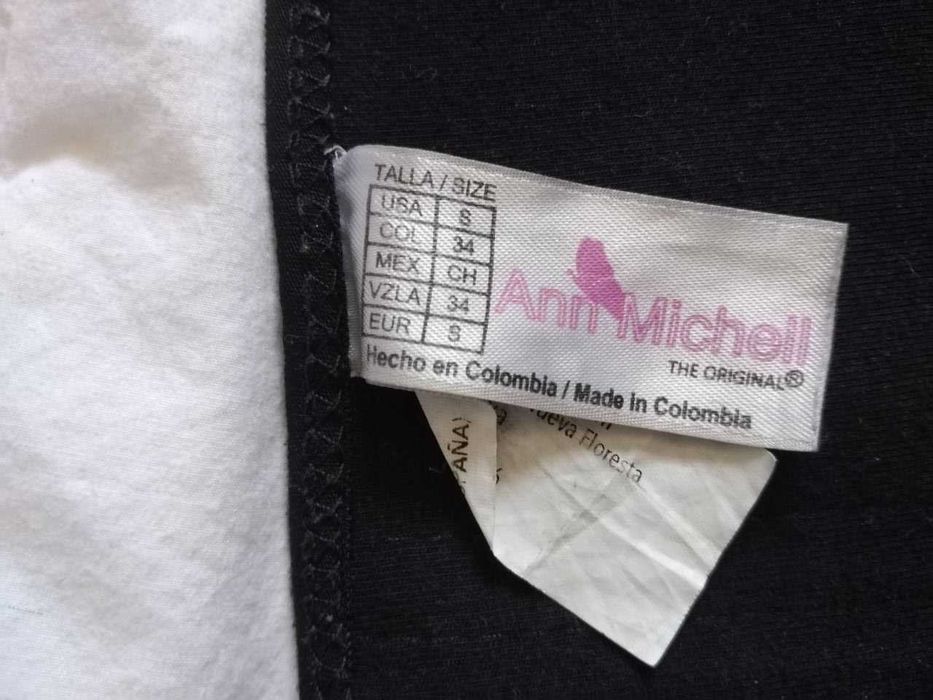 TALLA / SIZE
USA S
COL 34
MEX CH
VZLA 34
EUR S
Ann Michell
THE ORIGINAL®
Hecho en Colombia / Made in Colombia
Nueva Floresta
AÑA)